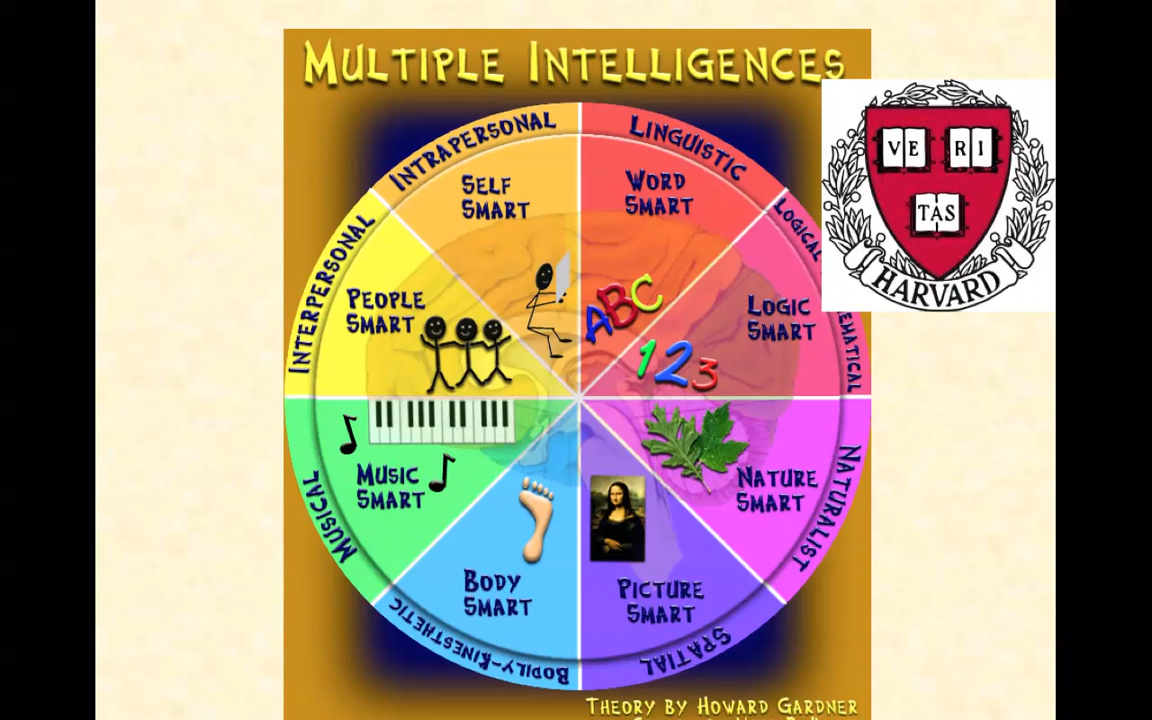 MULTIPLE INTELLIGENCES
INTRAPERSONAL
LINGUISTIC
SELF
SMART
WORD
SMART
LOGICAL
VE RI
TAS
HARVARD
INTERPERSONAL
PEOPLE
SMART
ABC
LOGIC
SMART
123
MUSIC
SMART
NATURE
SMART
MUSICAL
NATURALIST
BODY
SMART
PICTURE
SMART
BODILY-KINESTHETIC
SPATIAL
THEORY BY HOWARD GARDNER